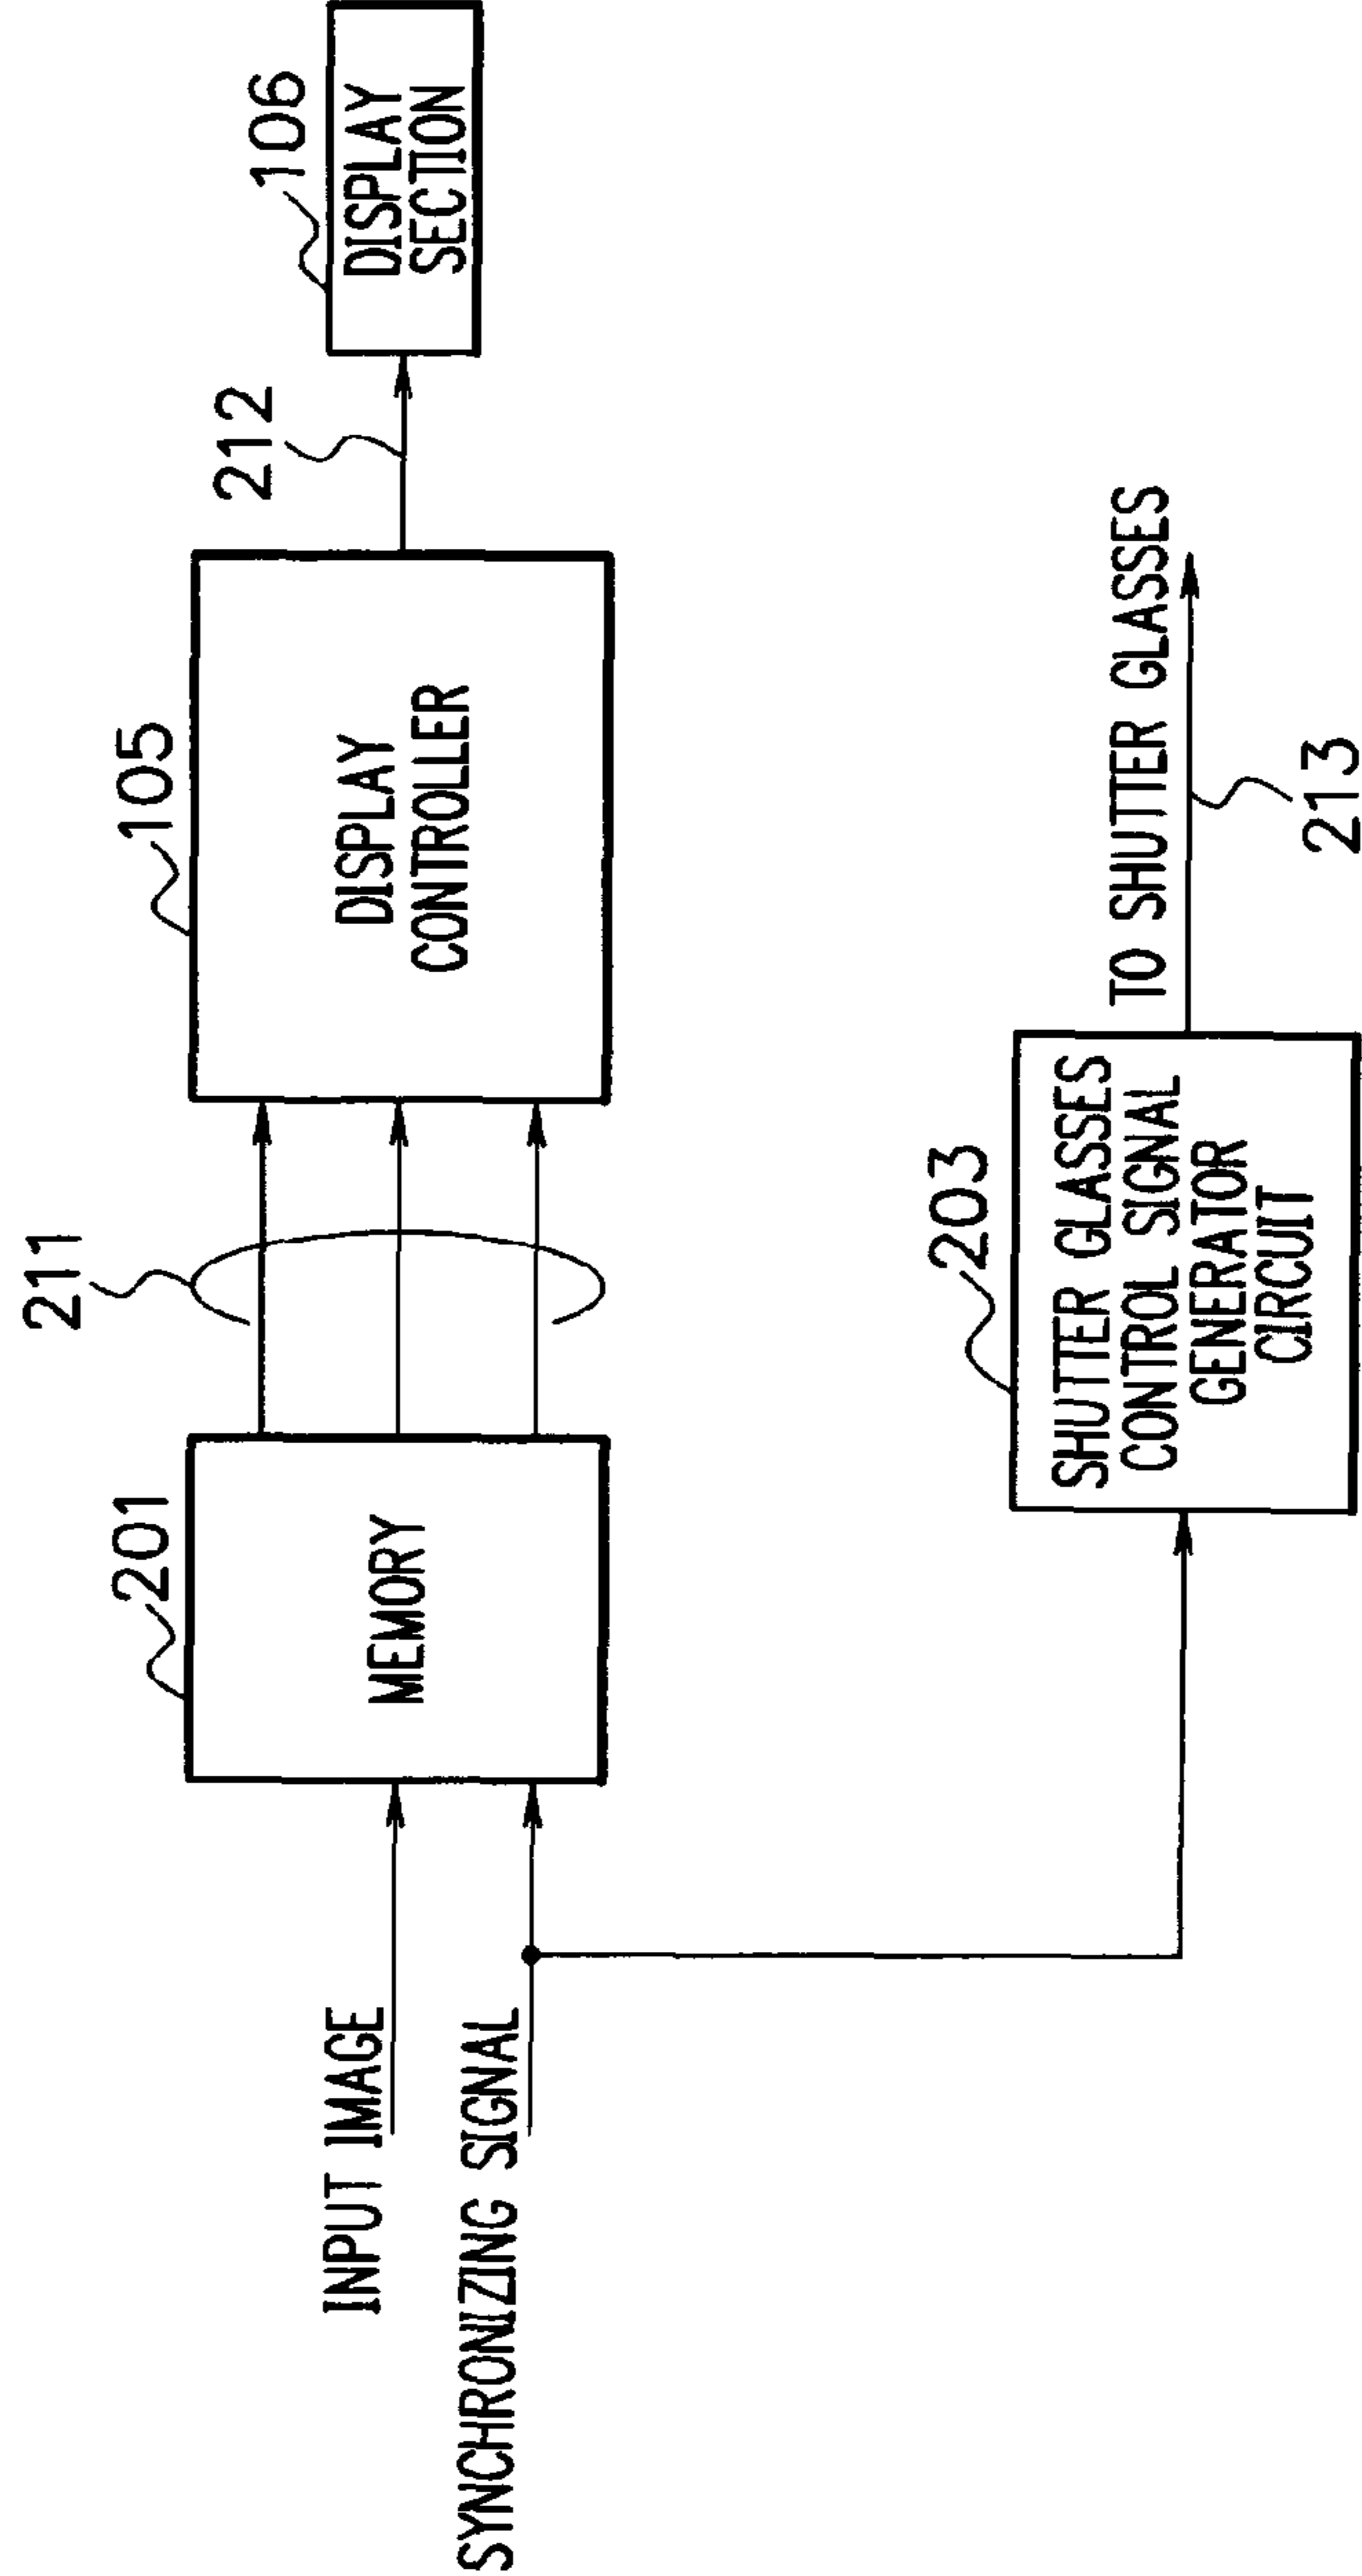 INPUT IMAGE
SYNCHRONIZING SIGNAL
201
MEMORY
211
105
DISPLAY
CONTROLLER
212
106
DISPLAY
SECTION
203
SHUTTER GLASSES
CONTROL SIGNAL
GENERATOR
CIRCUIT
TO SHUTTER GLASSES
213